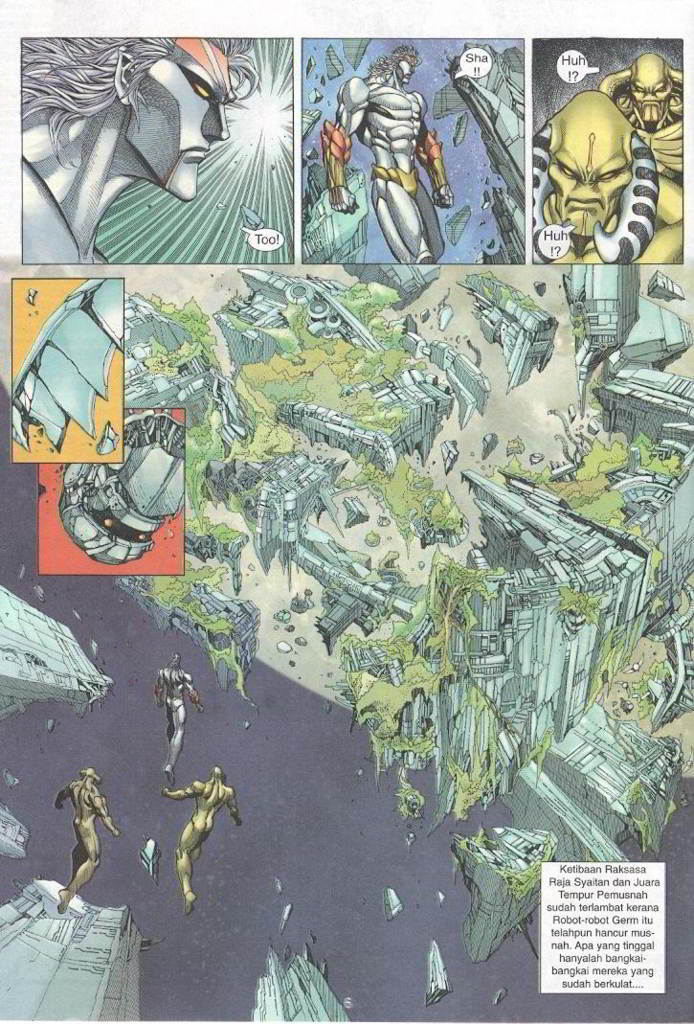 Too!
Sha
!!
Huh
!?
Huh
!?
Ketibaan Raksasa
Raja Syaitan dan Juara
Tempur Pemusnah
sudah terlambat kerana
Robot-robot Germ itu
telahpun hancur mus-
nah. Apa yang tinggal
hanyalah bangkai-
bangkai mereka yang
sudah berkulat....
6